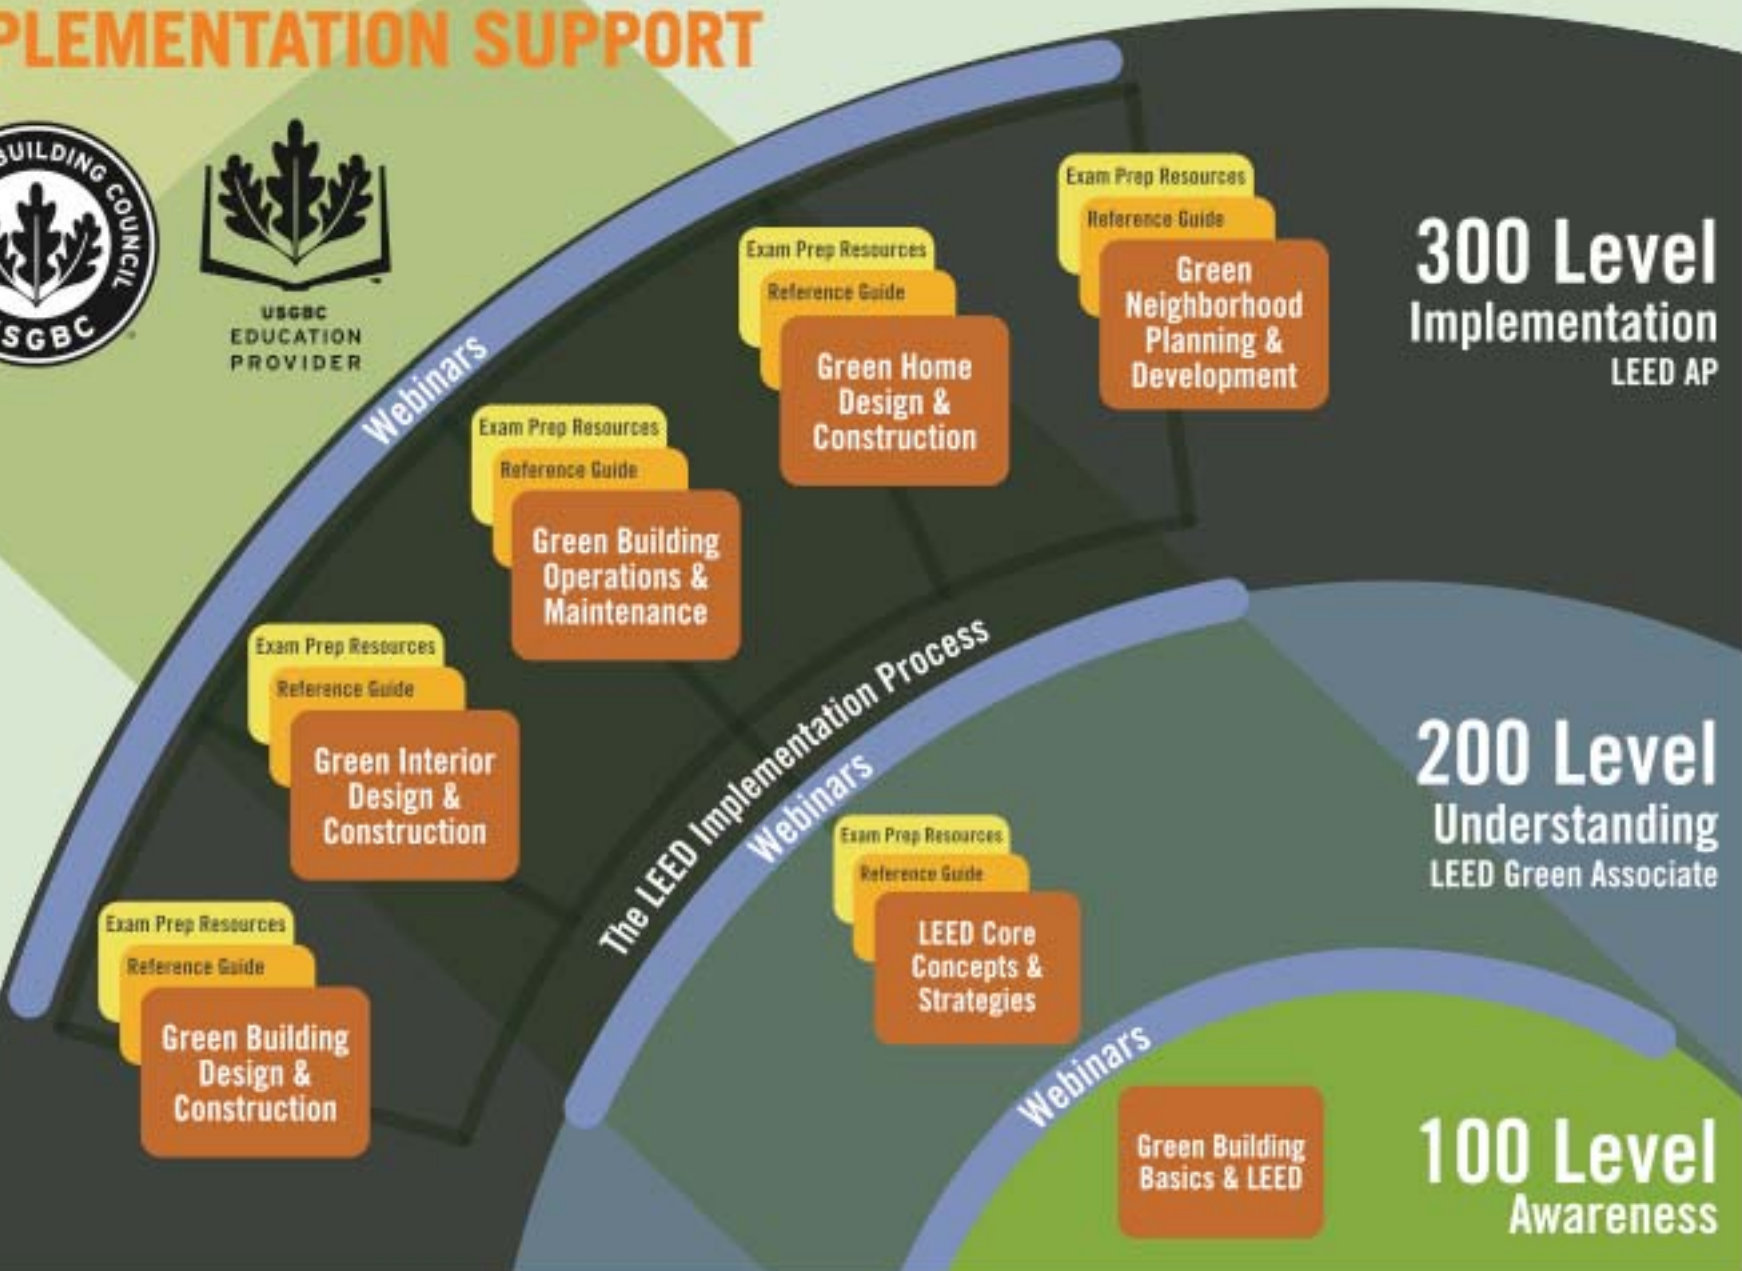 PLEMENTATION SUPPORT
BUILDING COUNCIL
USGBC
USGBC
EDUCATION
PROVIDER
Webinars
Exam Prep Resources
Reference Guide
Green
Neighborhood
Planning &
Development
Exam Prep Resources
Reference Guide
Green Home
Design &
Construction
Exam Prep Resources
Reference Guide
Green Building
Operations &
Maintenance
Exam Prep Resources
Reference Guide
Green Interior
Design &
Construction
Exam Prep Resources
Reference Guide
Green Building
Design &
Construction
300 Level
Implementation
LEED AP
The LEED Implementation Process
Webinars
Exam Prep Resources
Reference Guide
LEED Core
Concepts &
Strategies
200 Level
Understanding
LEED Green Associate
Webinars
Green Building
Basics & LEED
100 Level
Awareness